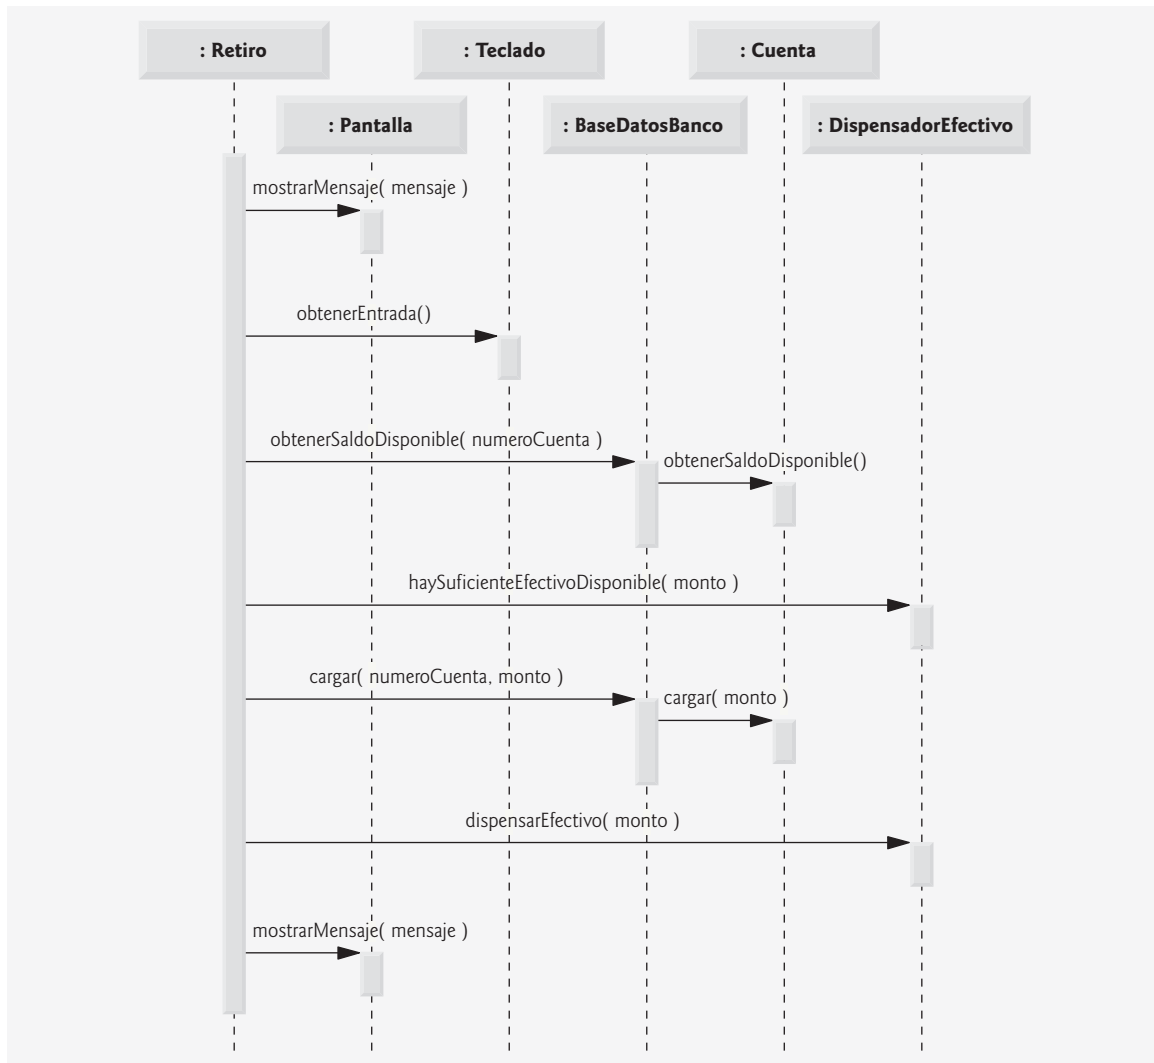 : Retiro
: Teclado
: Cuenta
: Pantalla
: BaseDatosBanco
: DispensadorEfectivo
mostrarMensaje( mensaje )
obtenerEntrada()
obtenerSaldoDisponible( numeroCuenta )
obtenerSaldoDisponible()
haySuficienteEfectivoDisponible( monto )
cargar( numeroCuenta, monto )
cargar( monto )
dispensarEfectivo( monto )
mostrarMensaje( mensaje )